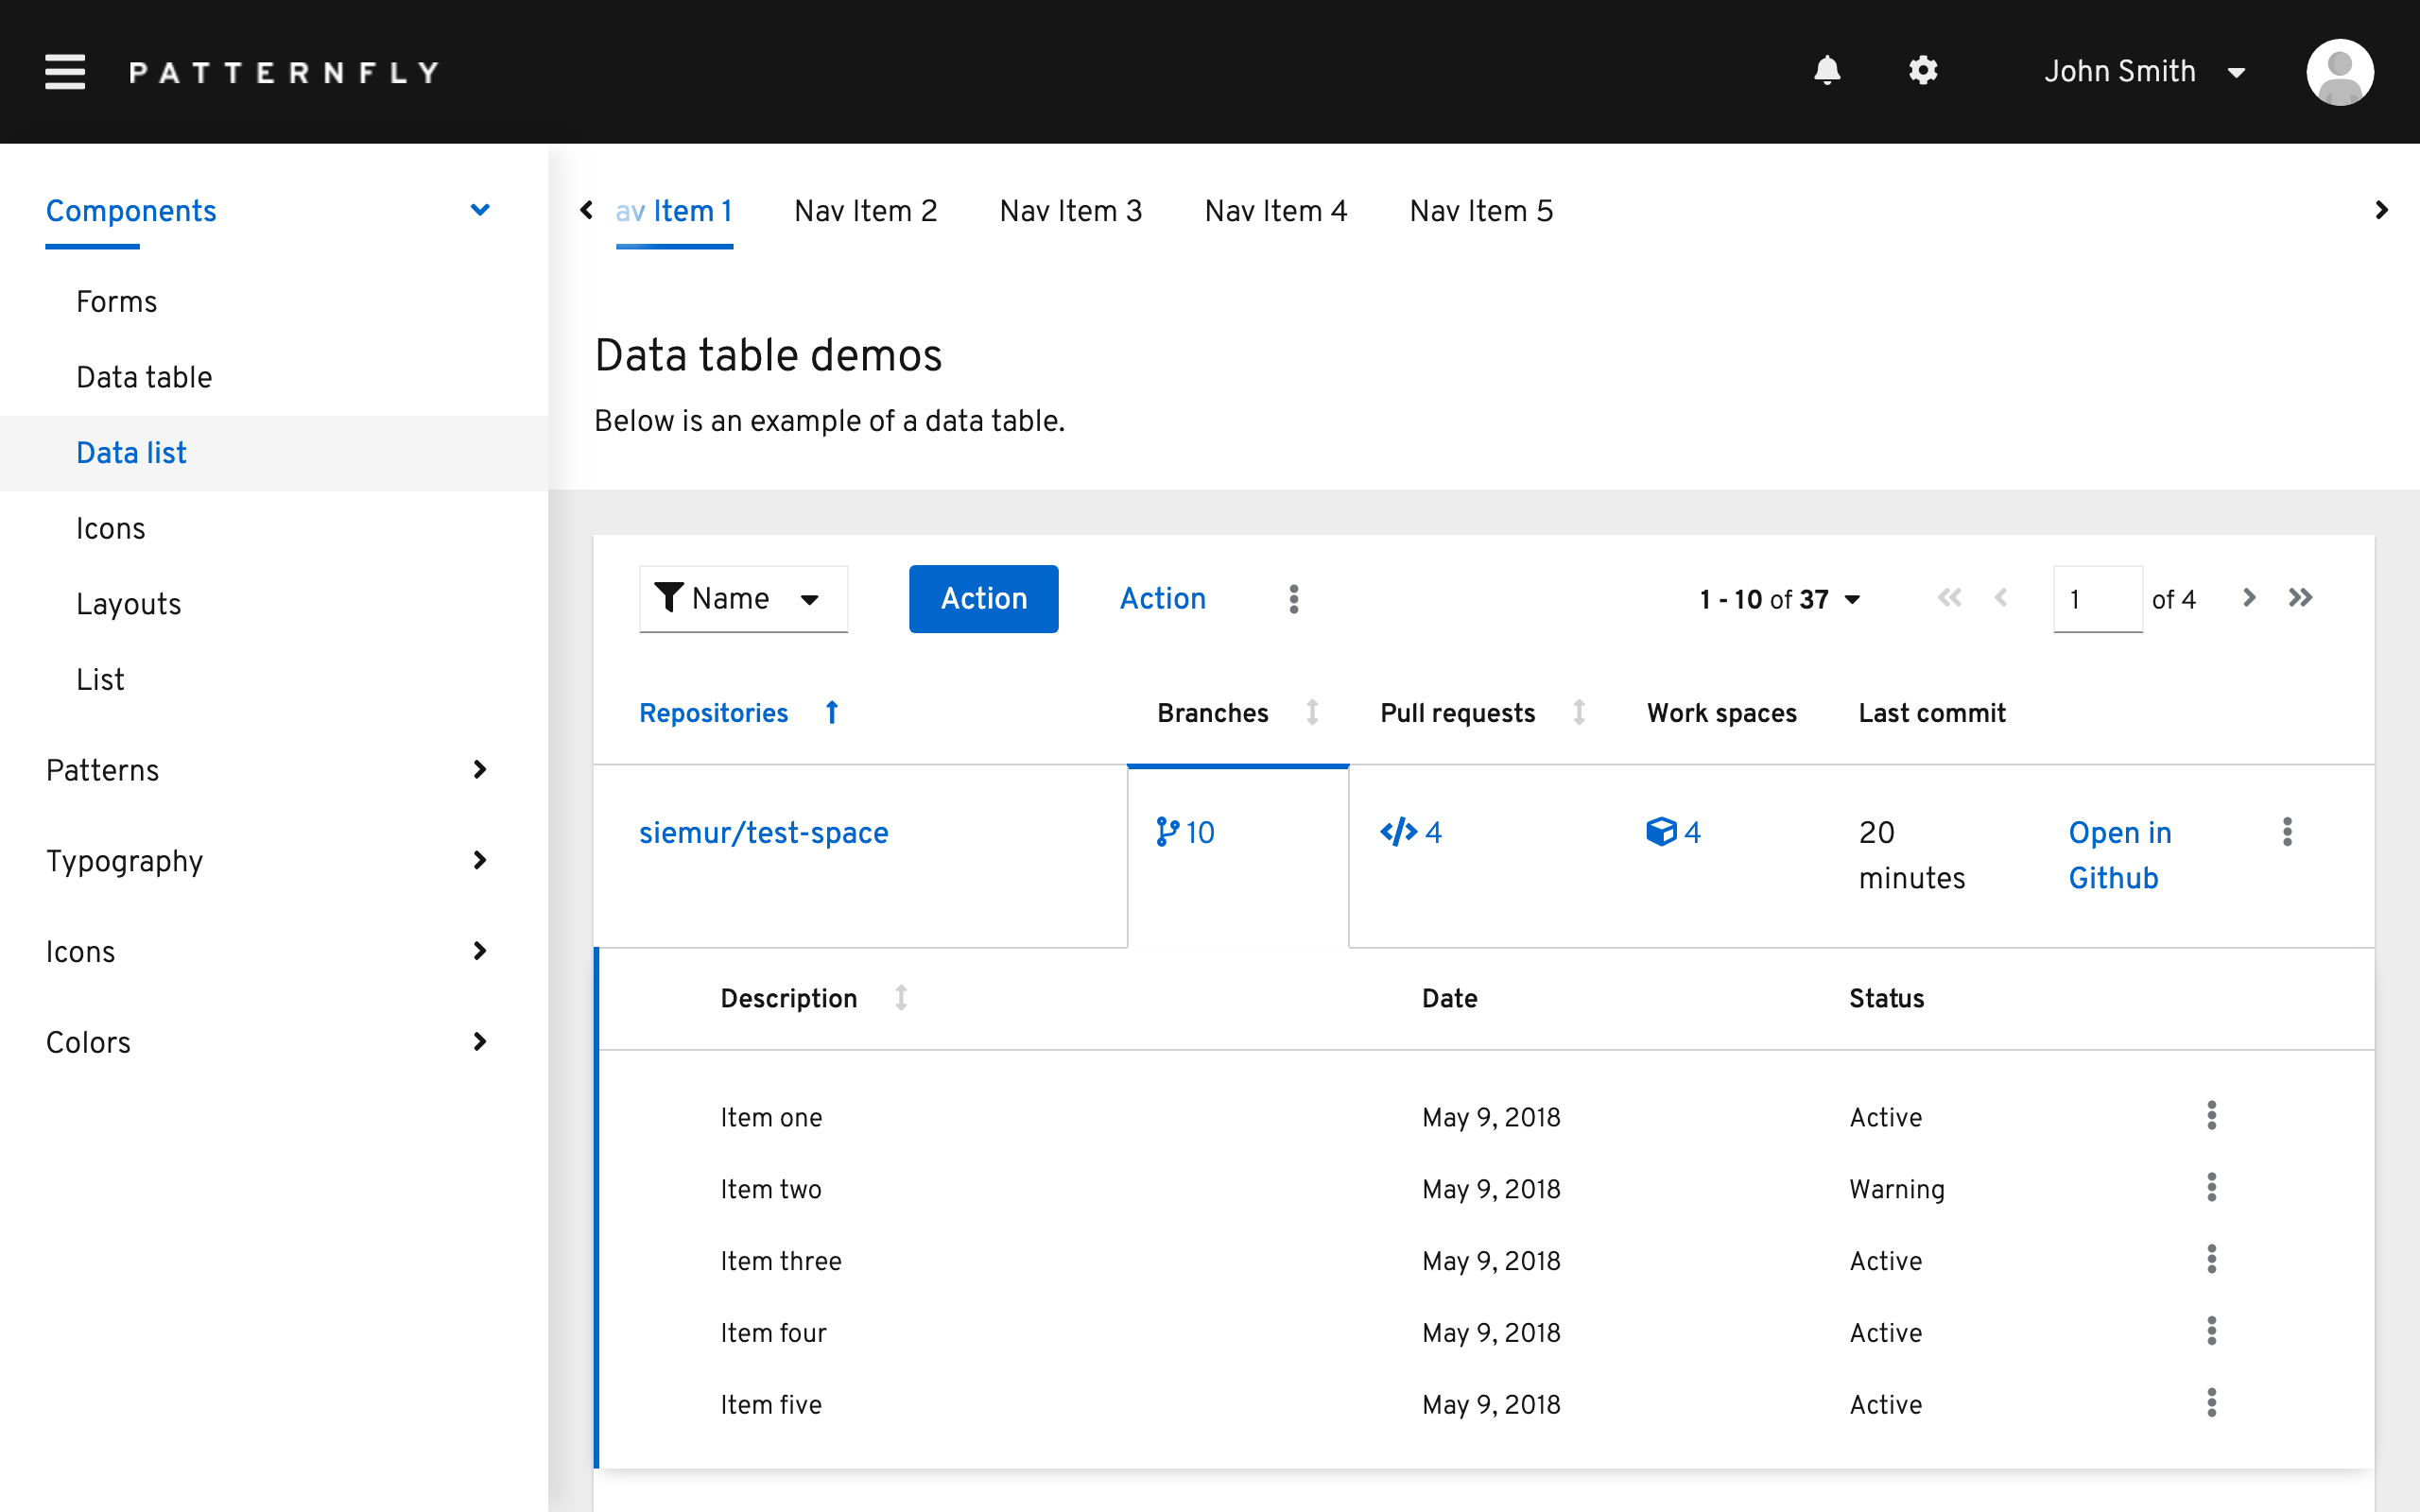 PATTERNFLY
John Smith
Components
Forms
Data table
Data list
Icons
Layouts
List
Patterns
Typography
Icons
Colors
av Item 1 Nav Item 2 Nav Item 3 Nav Item 4 Nav Item 5
Data table demos
Below is an example of a data table.
Name Action Action 1 - 10 of 37 1 of 4
Repositories Branches Pull requests Work spaces Last commit
siemur/test-space 10 4 4 20 Open in
minutes Github
Description Date Status
Item one May 9, 2018 Active
Item two May 9, 2018 Warning
Item three May 9, 2018 Active
Item four May 9, 2018 Active
Item five May 9, 2018 Active